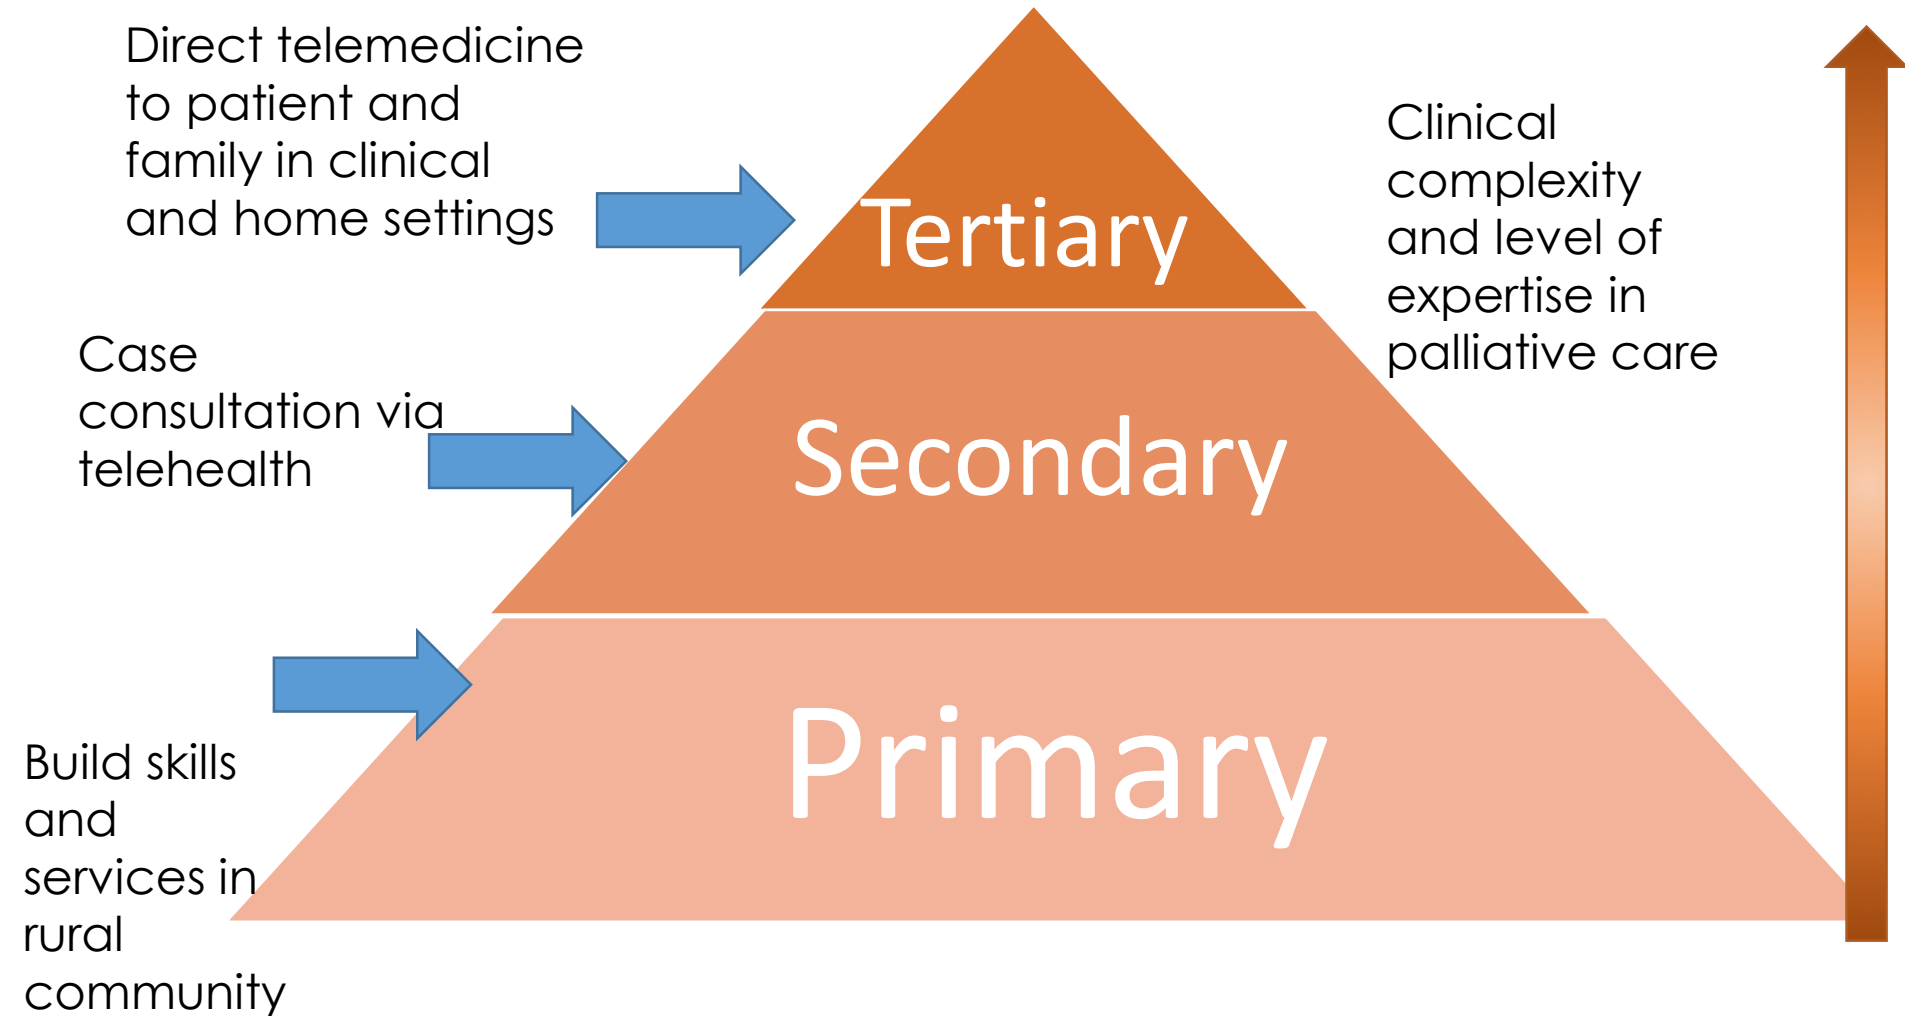 Direct telemedicine
to patient and
family in clinical
and home settings
Tertiary
Clinical
complexity
and level of
expertise in
palliative care
Case
consultation via
telehealth
Secondary
Build skills
and
services in
rural
community
Primary